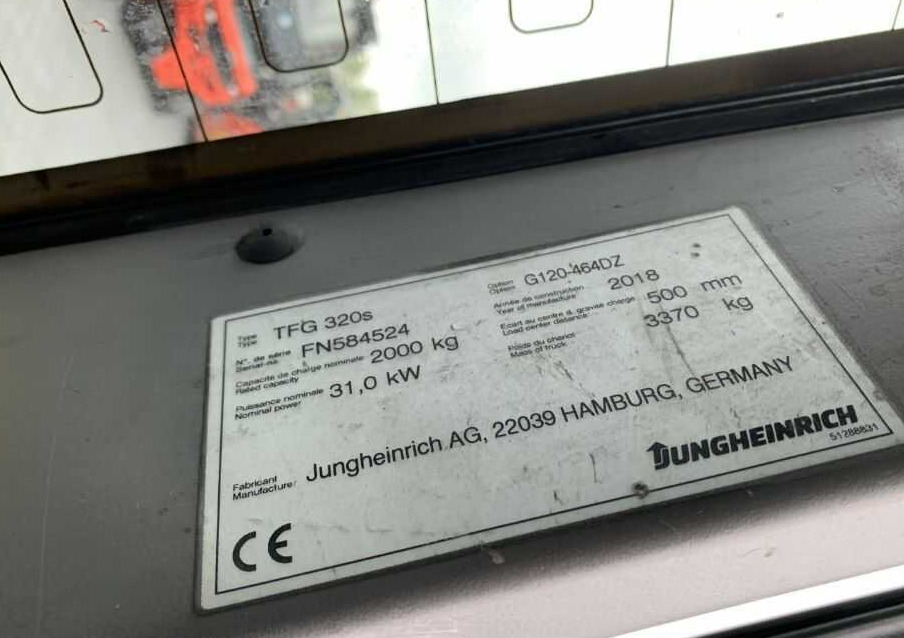 Type
Type TFG 320s
Option
Option G120-464DZ
N°. de série
Serial-no. FN584524
Année de construction
Year of manufacture 2018
Capacité de charge nominale
Rated capacity 2000 kg
Ecart au centre d. gravité charge
Load center distance 500 mm
Puissance nominale
Nominal power 31,0 kW
Poids du chariot
Mass of truck 3370 kg
Fabricant
Manufacturer Jungheinrich AG, 22039 HAMBURG, GERMANY
JUNGHEINRICH
51288831
CE